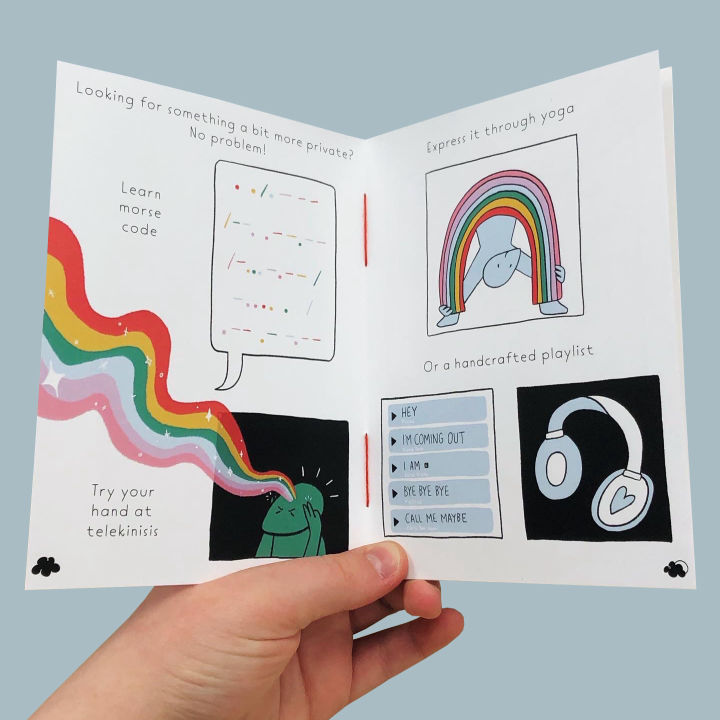 Looking for something a bit more private?
No problem!
Learn
morse
code
Try your
hand at
telekinisis
Express it through yoga
Or a handcrafted playlist
HEY
I'M COMING OUT
I AM
BYE BYE BYE
CALL ME MAYBE